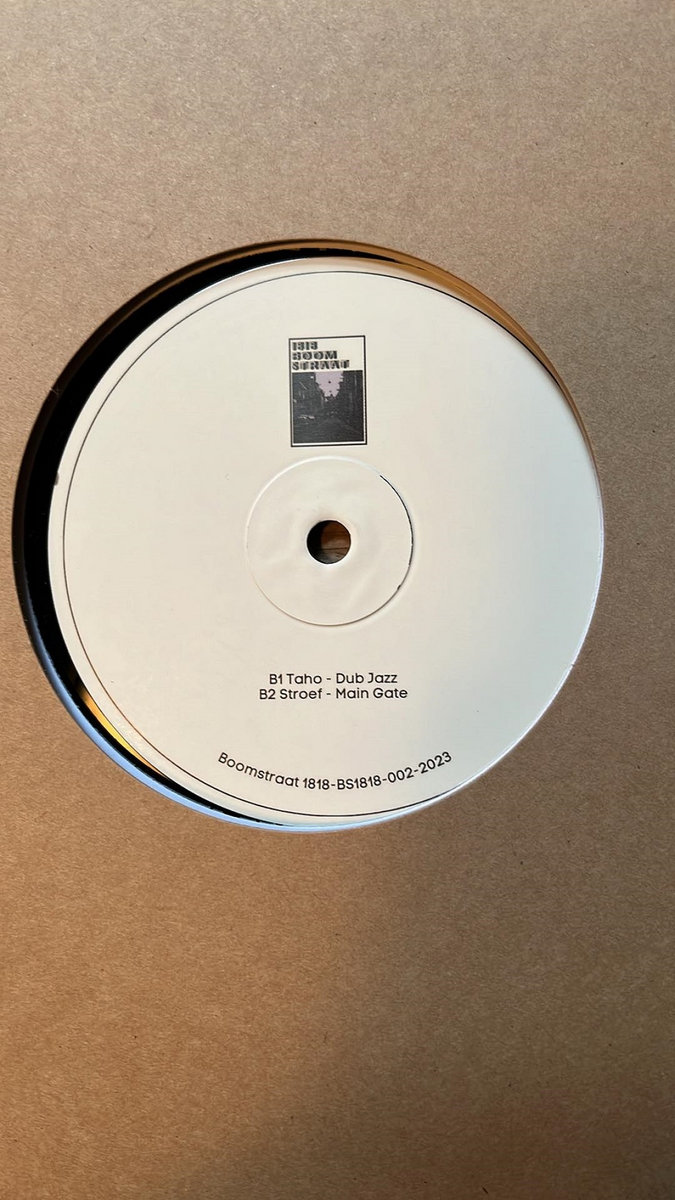 1818
BOOM
STRAAT
B1 Taho - Dub Jazz
B2 Stroef - Main Gate
Boomstraat 1818-BS1818-002-2023